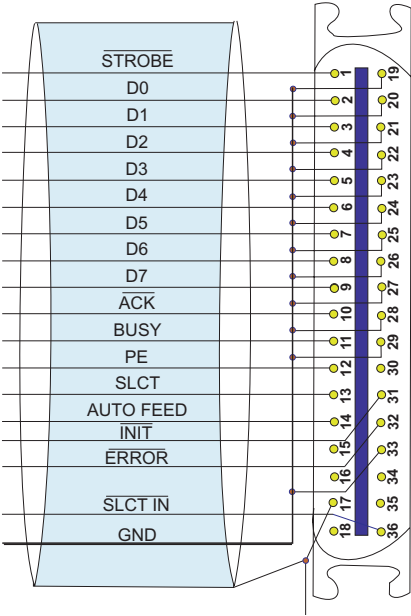 STROBE
D0
D1
D2
D3
D4
D5
D6
D7
ACK
BUSY
PE
SLCT
AUTO FEED
INIT
ERROR
SLCT IN
GND
1
2
3
4
5
6
7
8
9
10
11
12
13
14
15
16
17
18
19
20
21
22
23
24
25
26
27
28
29
30
31
32
33
34
35
36